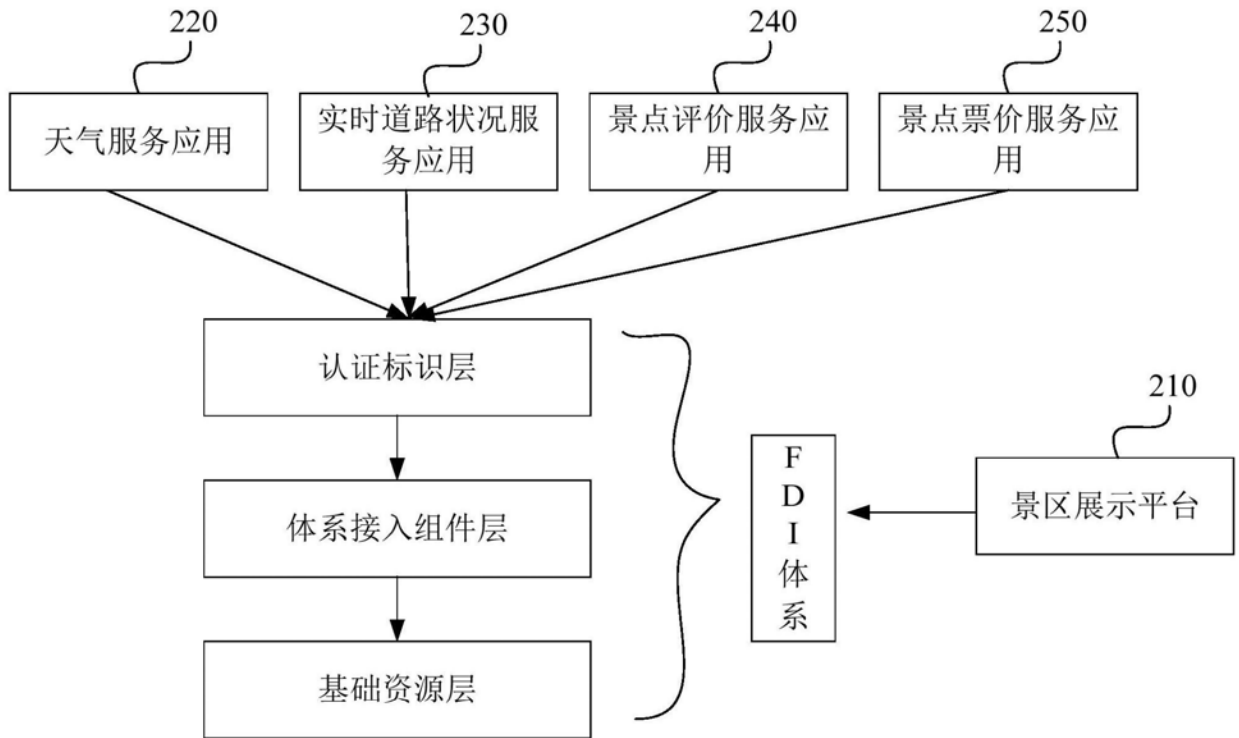 220
230
240
250
天气服务应用
实时道路状况服
务应用
景点评价服务应
用
景点票价服务应
用
认证标识层
210
F
D
I
体
系
景区展示平台
体系接入组件层
基础资源层